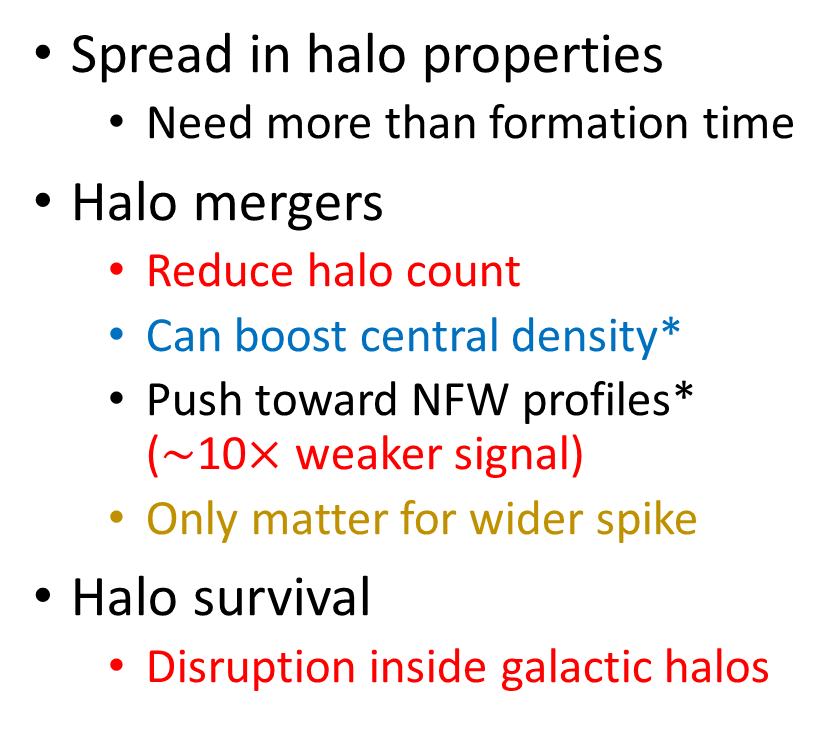 • Spread in halo properties
• Need more than formation time
• Halo mergers
• Reduce halo count
• Can boost central density*
• Push toward NFW profiles*
(~10× weaker signal)
• Only matter for wider spike
• Halo survival
• Disruption inside galactic halos